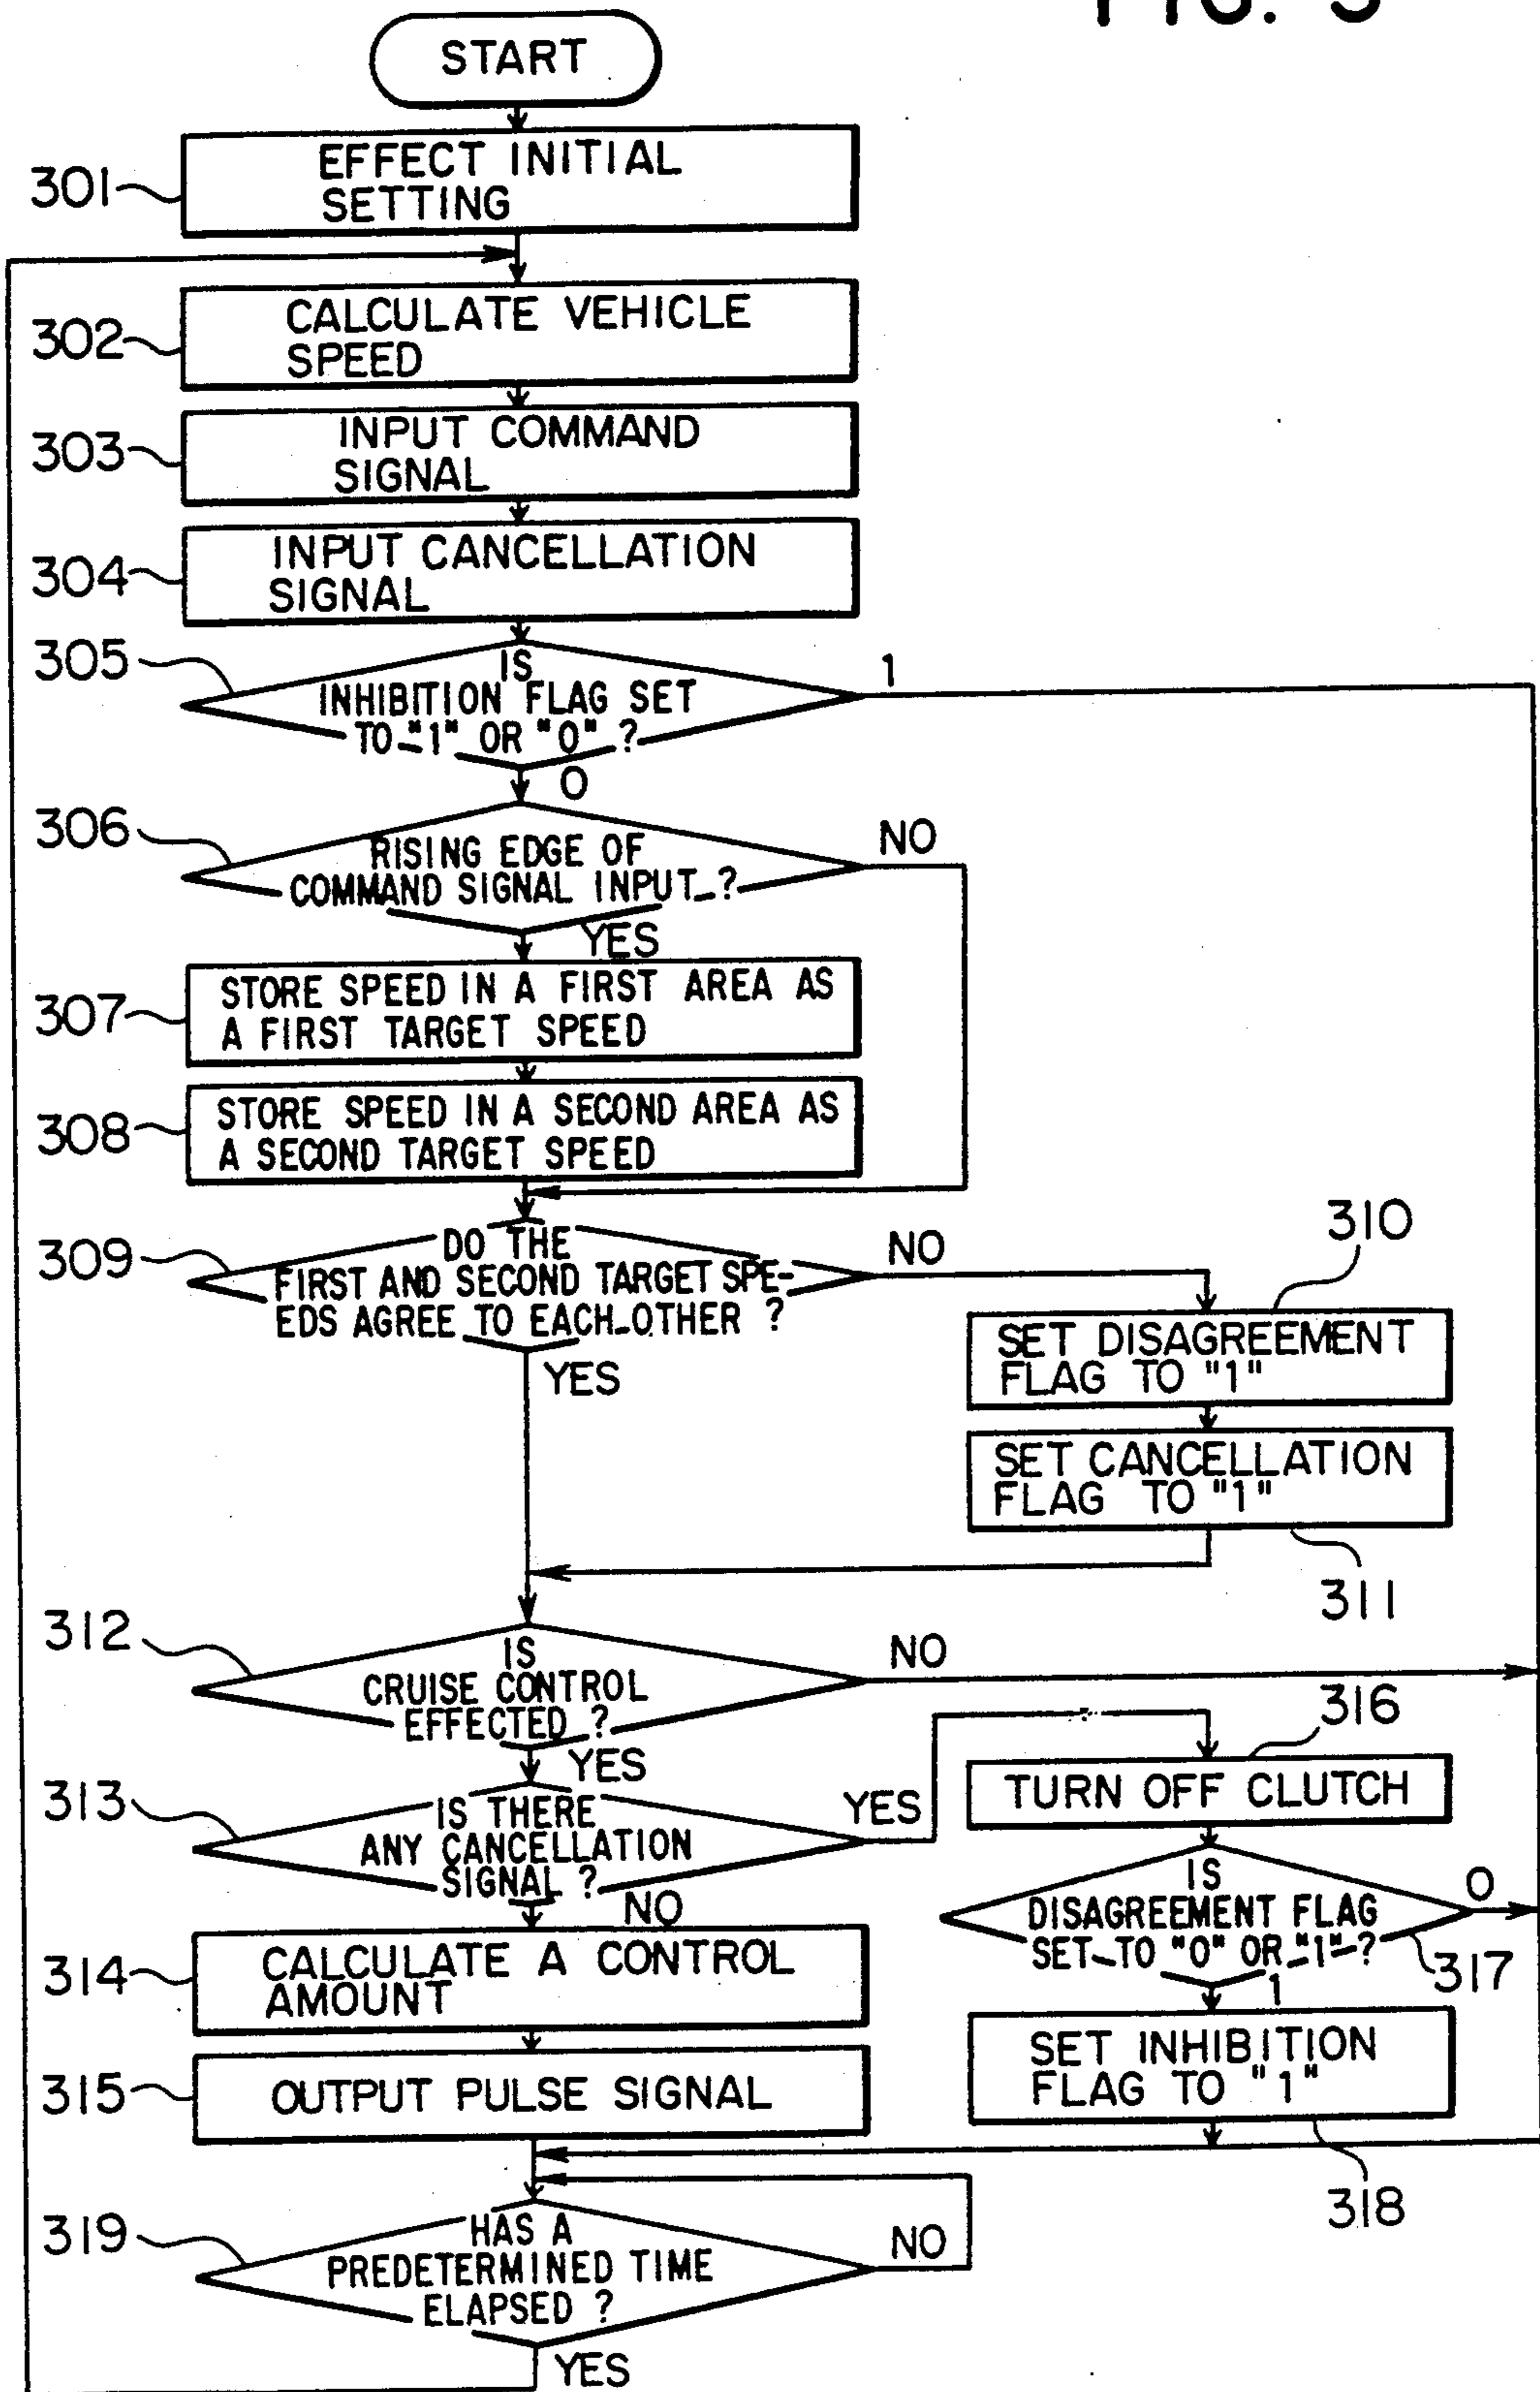 FIG. 3
START
301
EFFECT INITIAL
SETTING
302
CALCULATE VEHICLE
SPEED
303
INPUT COMMAND
SIGNAL
304
INPUT CANCELLATION
SIGNAL
305
IS
INHIBITION FLAG SET
TO "1" OR "0" ?
1
0
306
RISING EDGE OF
COMMAND SIGNAL INPUT ?
NO
YES
307
STORE SPEED IN A FIRST AREA AS
A FIRST TARGET SPEED
308
STORE SPEED IN A SECOND AREA AS
A SECOND TARGET SPEED
309
DO THE
FIRST AND SECOND TARGET SPE-
EDS AGREE TO EACH OTHER ?
NO
YES
310
SET DISAGREEMENT
FLAG TO "1"
SET CANCELLATION
FLAG TO "1"
311
312
IS
CRUISE CONTROL
EFFECTED ?
NO
YES
313
IS THERE
ANY CANCELLATION
SIGNAL ?
YES
NO
316
TURN OFF CLUTCH
IS
DISAGREEMENT FLAG
SET TO "0" OR "1" ?
0
317
1
314
CALCULATE A CONTROL
AMOUNT
315
OUTPUT PULSE SIGNAL
SET INHIBITION
FLAG TO "1"
318
319
HAS A
PREDETERMINED TIME
ELAPSED ?
NO
YES